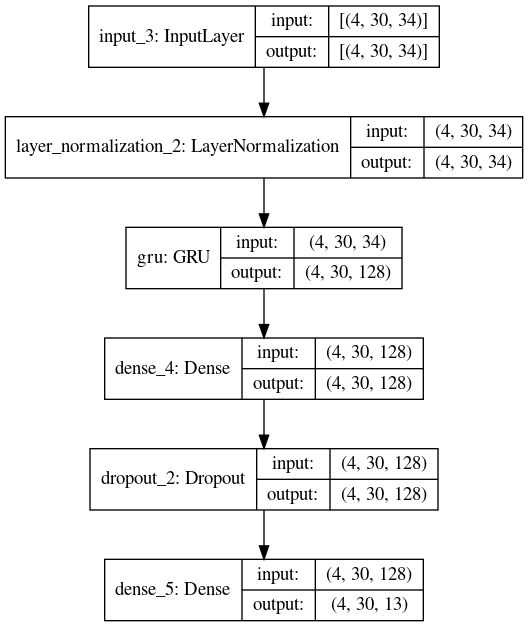 input_3: InputLayer
input: [(4, 30, 34)]
output: [(4, 30, 34)]
layer_normalization_2: LayerNormalization
input: (4, 30, 34)
output: (4, 30, 34)
gru: GRU
input: (4, 30, 34)
output: (4, 30, 128)
dense_4: Dense
input: (4, 30, 128)
output: (4, 30, 128)
dropout_2: Dropout
input: (4, 30, 128)
output: (4, 30, 128)
dense_5: Dense
input: (4, 30, 128)
output: (4, 30, 13)